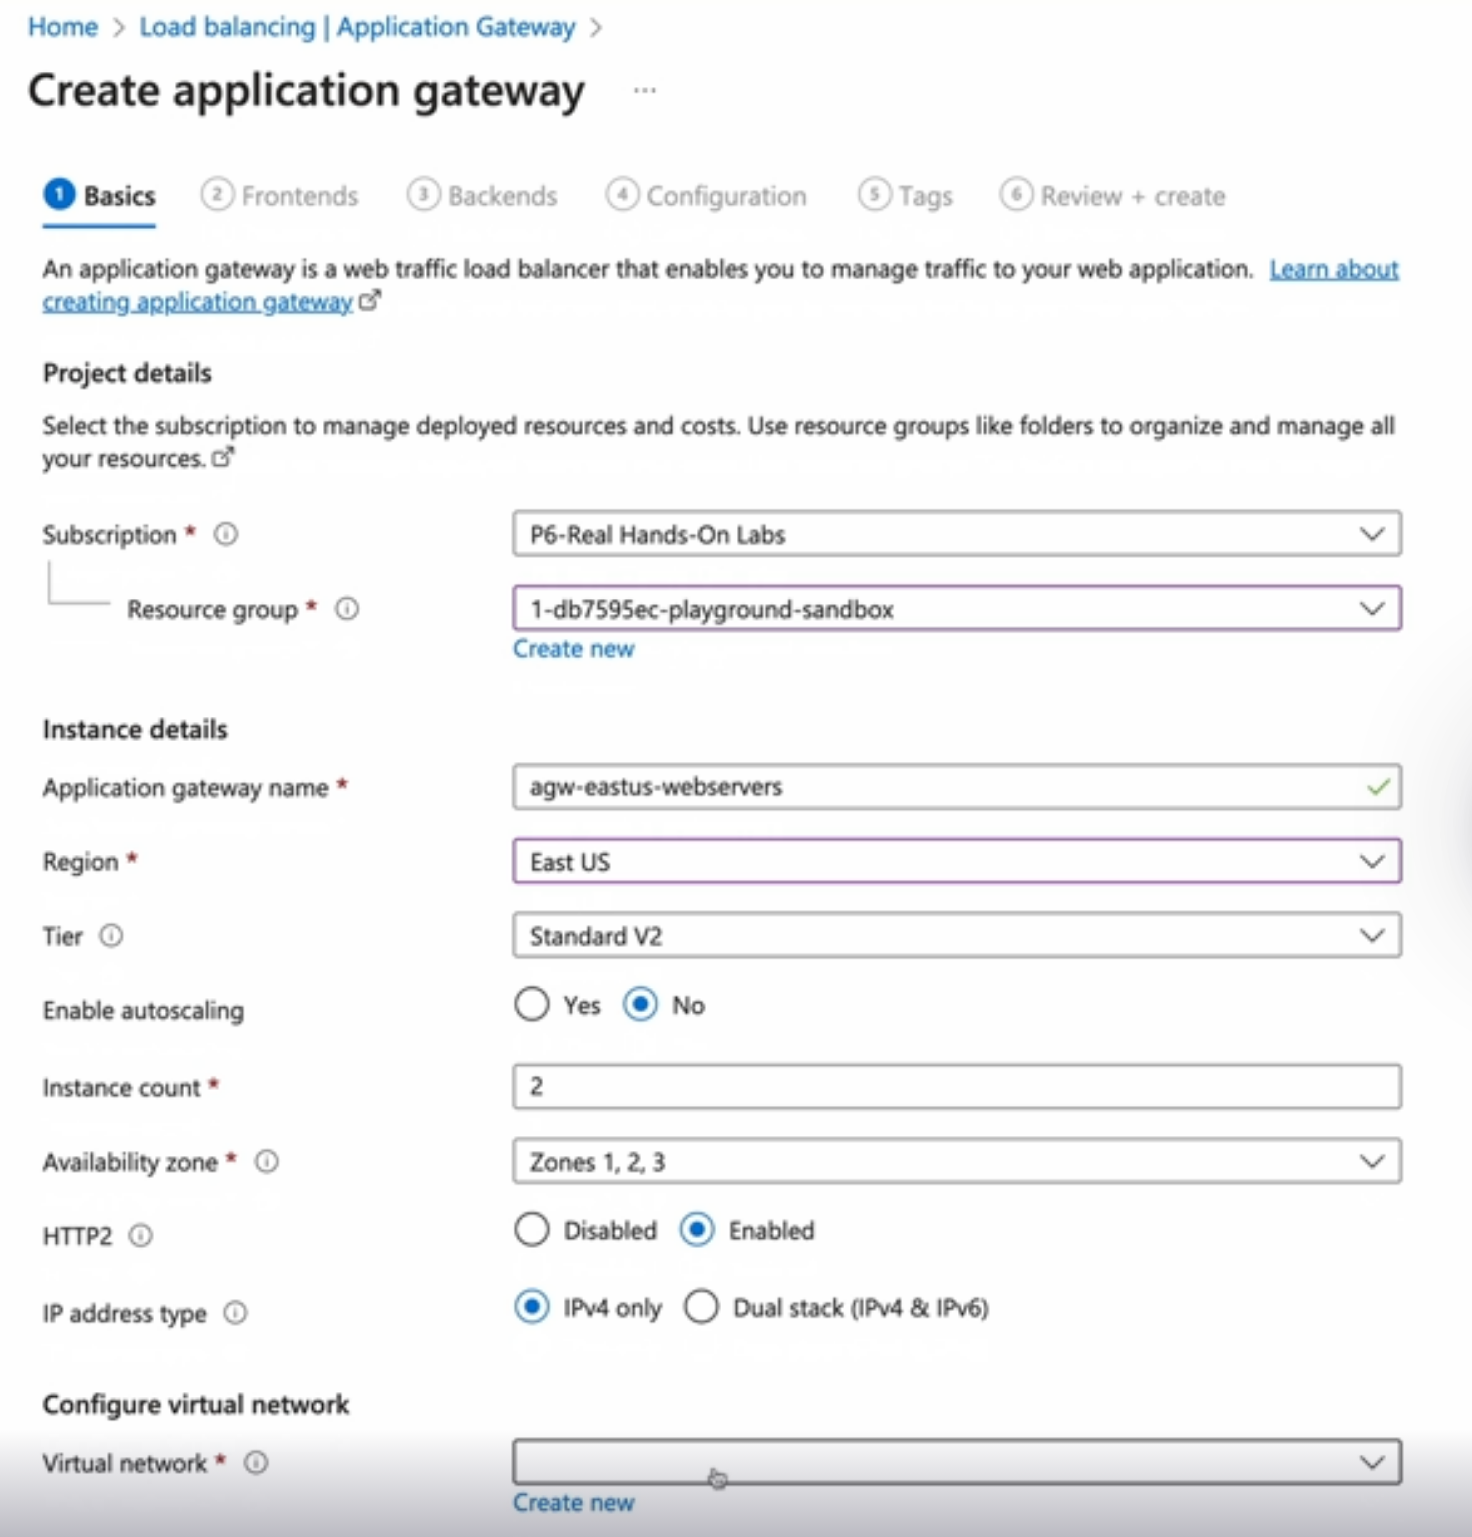 Home > Load balancing | Application Gateway >
Create application gateway ...
1 Basics 2 Frontends 3 Backends 4 Configuration 5 Tags 6 Review + create
An application gateway is a web traffic load balancer that enables you to manage traffic to your web application. Learn about
creating application gateway
Project details
Select the subscription to manage deployed resources and costs. Use resource groups like folders to organize and manage all
your resources.
Subscription * P6-Real Hands-On Labs
Resource group * 1-db7595ec-playground-sandbox
Create new
Instance details
Application gateway name * agw-eastus-webservers
Region * East US
Tier Standard V2
Enable autoscaling Yes No
Instance count * 2
Availability zone * Zones 1, 2, 3
HTTP2 Disabled Enabled
IP address type IPv4 only Dual stack (IPv4 & IPv6)
Configure virtual network
Virtual network *
Create new